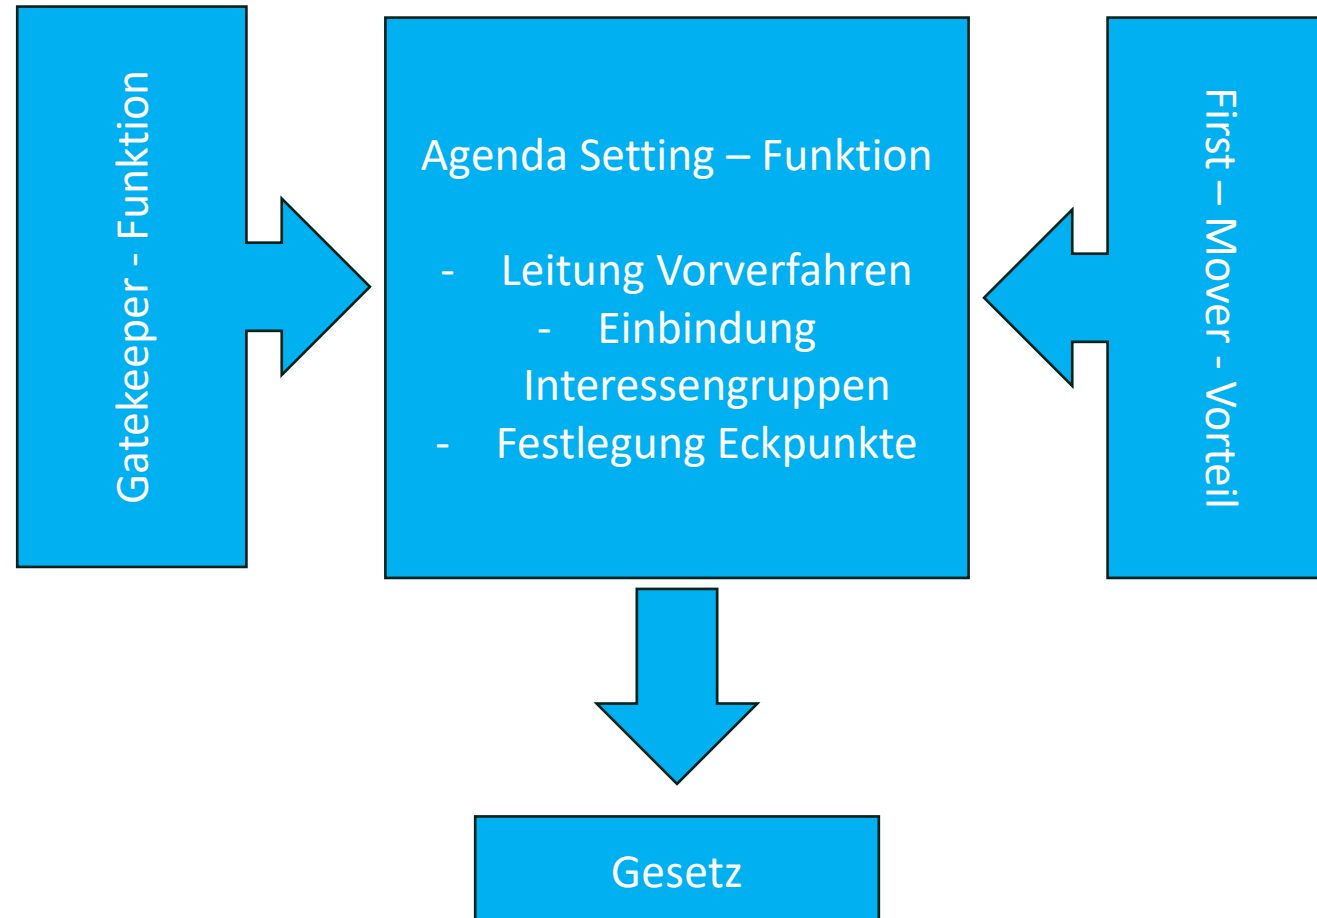 Gatekeeper - Funktion
Agenda Setting – Funktion
- Leitung Vorverfahren
- Einbindung
Interessengruppen
- Festlegung Eckpunkte
First – Mover - Vorteil
Gesetz